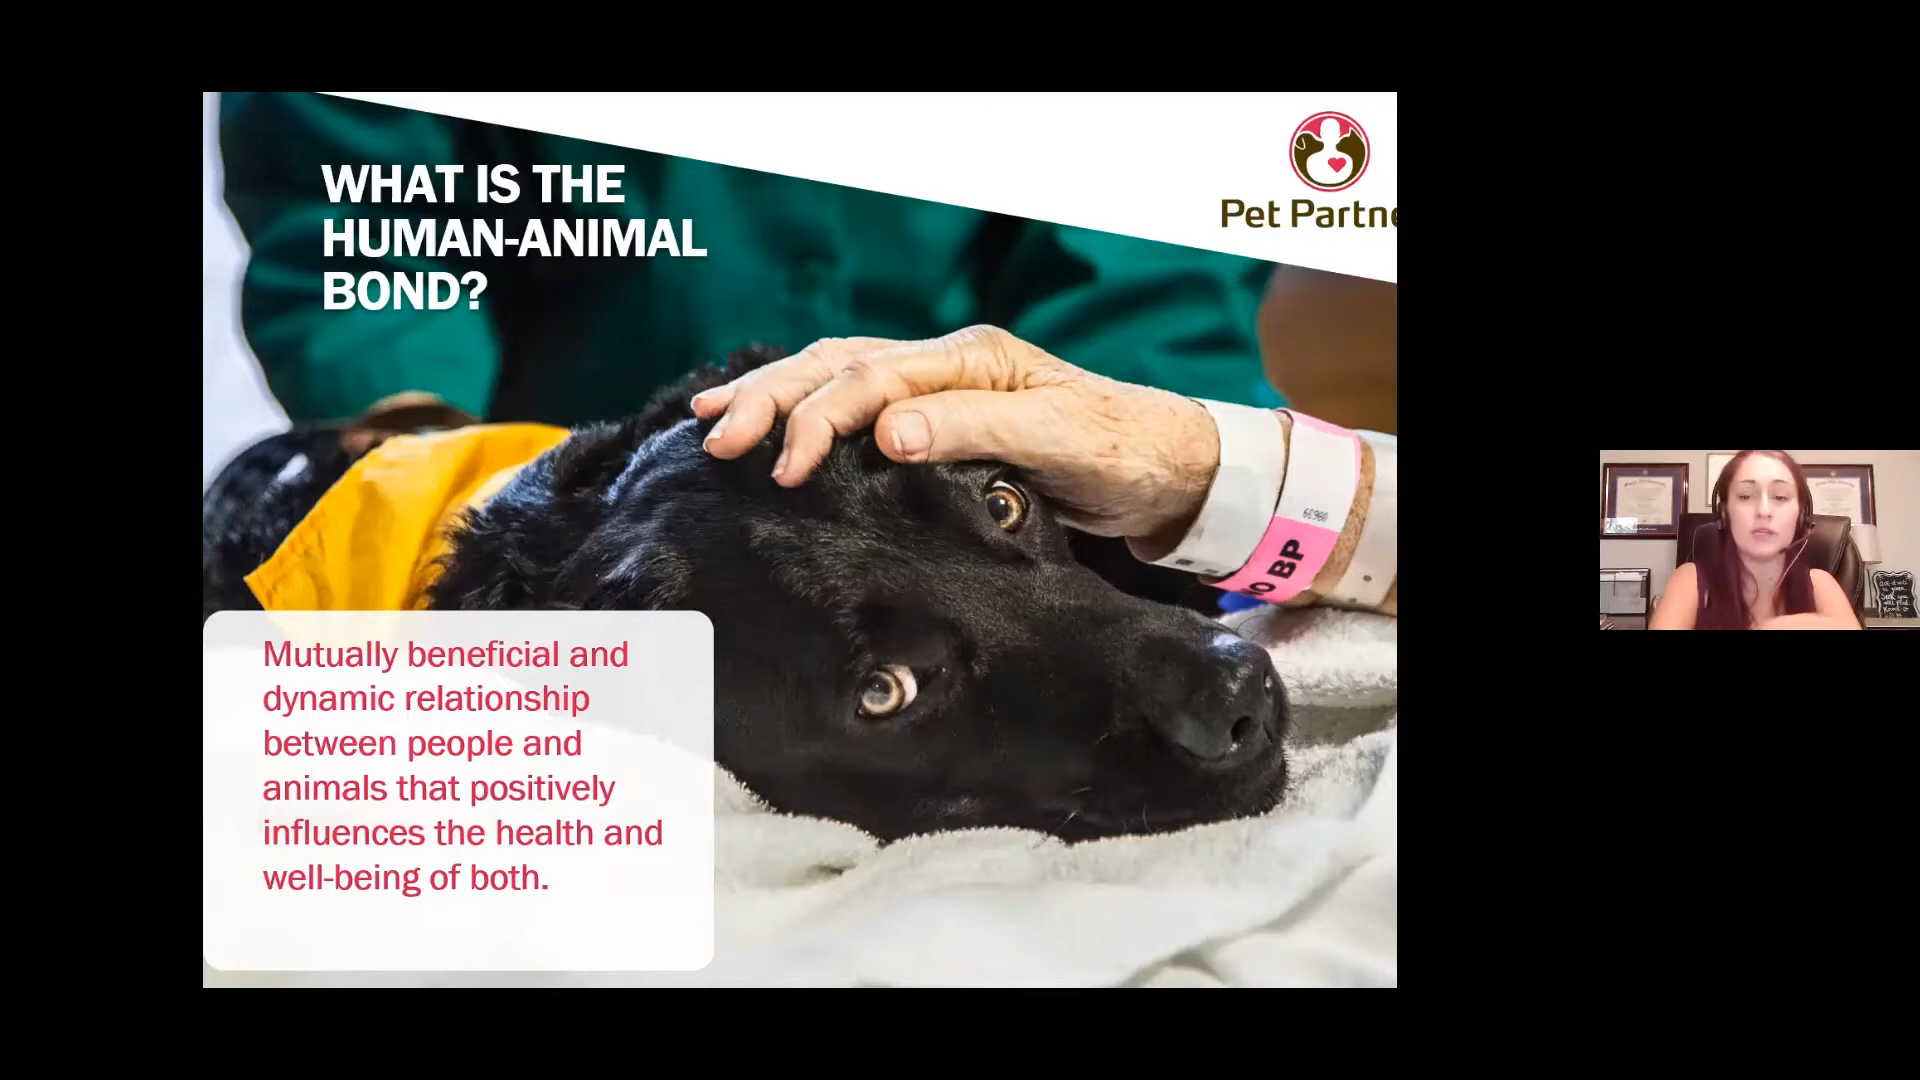 WHAT IS THE
HUMAN-ANIMAL
BOND?
Pet Partne
NO BP
Mutually beneficial and
dynamic relationship
between people and
animals that positively
influences the health and
well-being of both.